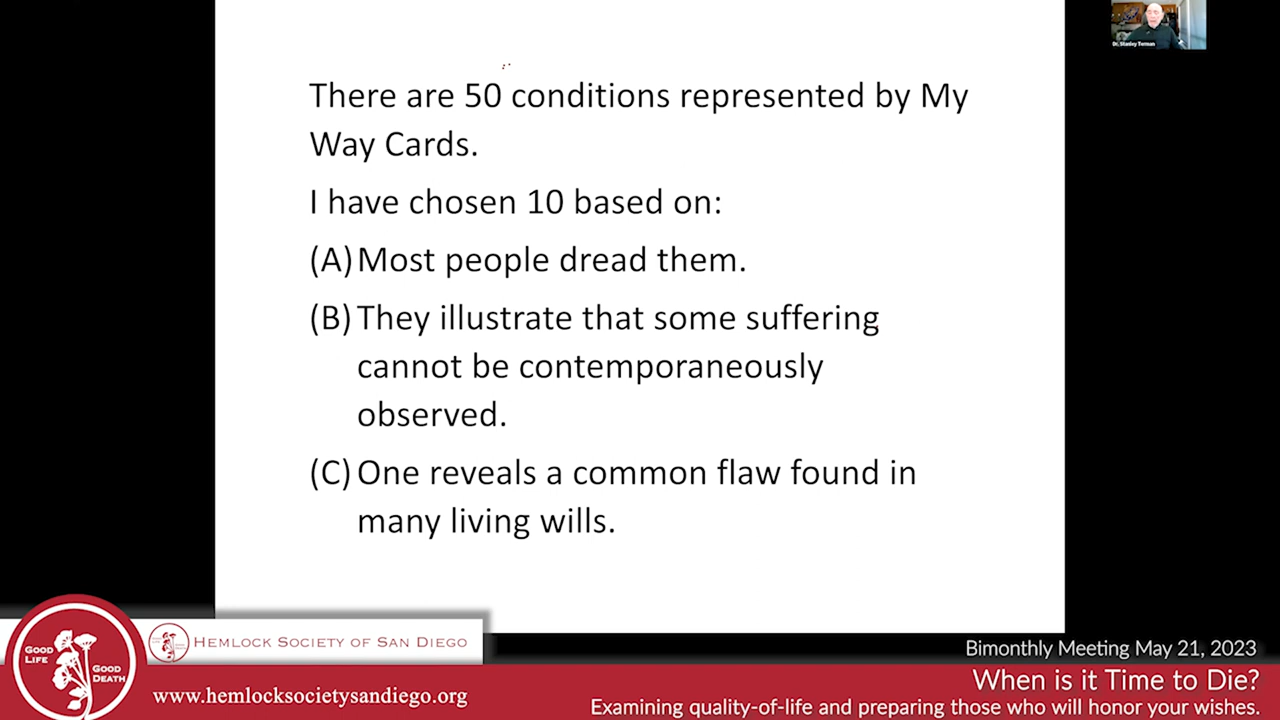 Dr. Stanley Terman
There are 50 conditions represented by My
Way Cards.
I have chosen 10 based on:
(A) Most people dread them.
(B) They illustrate that some suffering
cannot be contemporaneously
observed.
(C) One reveals a common flaw found in
many living wills.
GOOD
LIFE
GOOD
DEATH
HEMLOCK SOCIETY OF SAN DIEGO
www.hemlocksocietysandiego.org
Bimonthly Meeting May 21, 2023
When is it Time to Die?
Examining quality-of-life and preparing those who will honor your wishes.